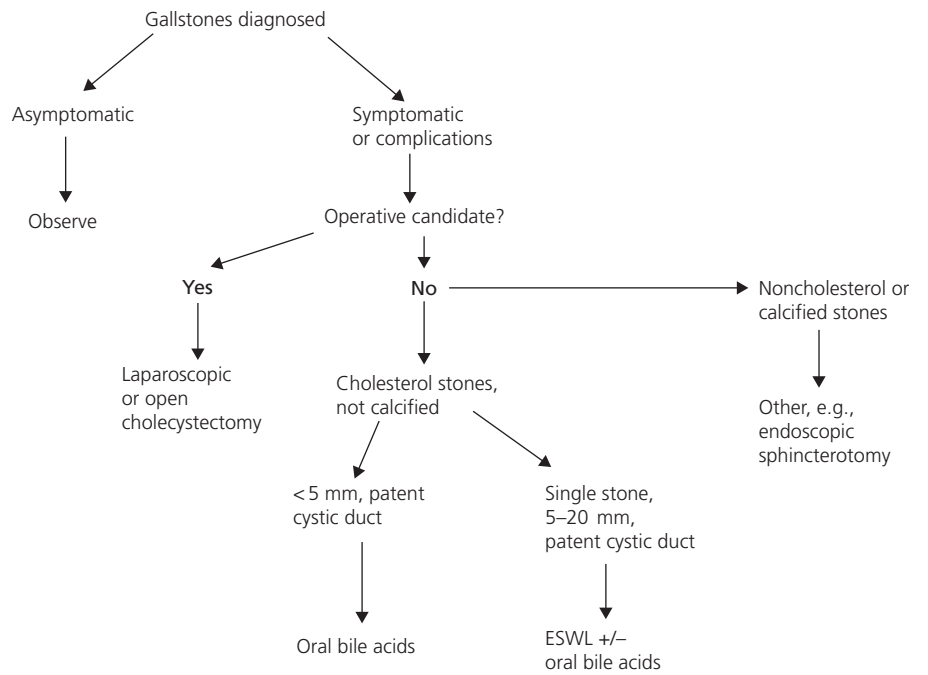 Gallstones diagnosed
Asymptomatic
Symptomatic
or complications
Observe
Operative candidate?
Yes
No
Noncholesterol or
calcified stones
Laparoscopic
or open
cholecystectomy
Cholesterol stones,
not calcified
Other, e.g.,
endoscopic
sphincterotomy
<5 mm, patent
cystic duct
Single stone,
5–20 mm,
patent cystic duct
Oral bile acids
ESWL +/–
oral bile acids